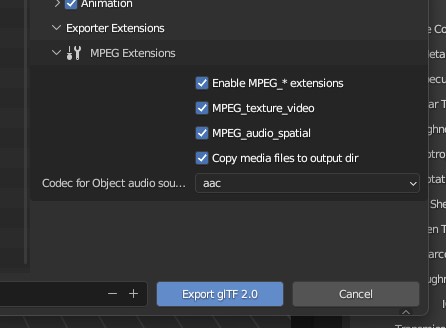 Animation
Exporter Extensions
MPEG Extensions
Enable MPEG_* extensions
MPEG_texture_video
MPEG_audio_spatial
Copy media files to output dir
Codec for Object audio sou... aac
Export glTF 2.0 Cancel